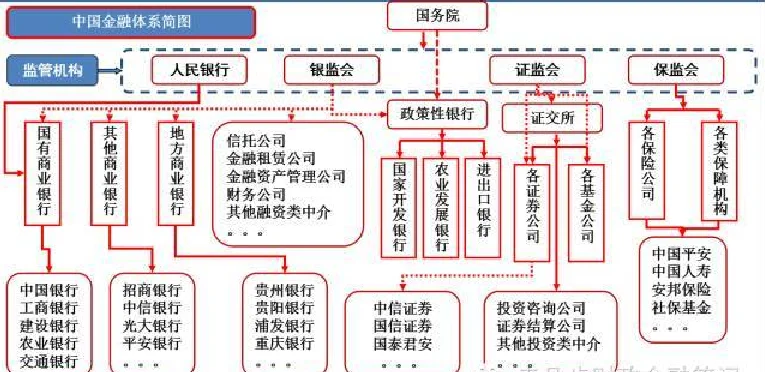 中国金融体系简图
国务院
监管机构
人民银行
银监会
证监会
保监会
政策性银行
证交所
国有商业银行
其他商业银行
地方商业银行
信托公司
金融租赁公司
金融资产管理公司
财务公司
其他融资类中介
。。。
国家开发银行
农业发展银行
进出口银行
各证券公司
各基金公司
各保险公司
各类保障机构
中国银行
工商银行
建设银行
农业银行
交通银行
招商银行
中信银行
光大银行
平安银行
。。。
贵州银行
贵阳银行
浦发银行
重庆银行
。。。
中信证券
国信证券
国泰君安
。。。
投资咨询公司
证券结算公司
其他投资类中介
。。。
中国平安
中国人寿
安邦保险
社保基金
。。。